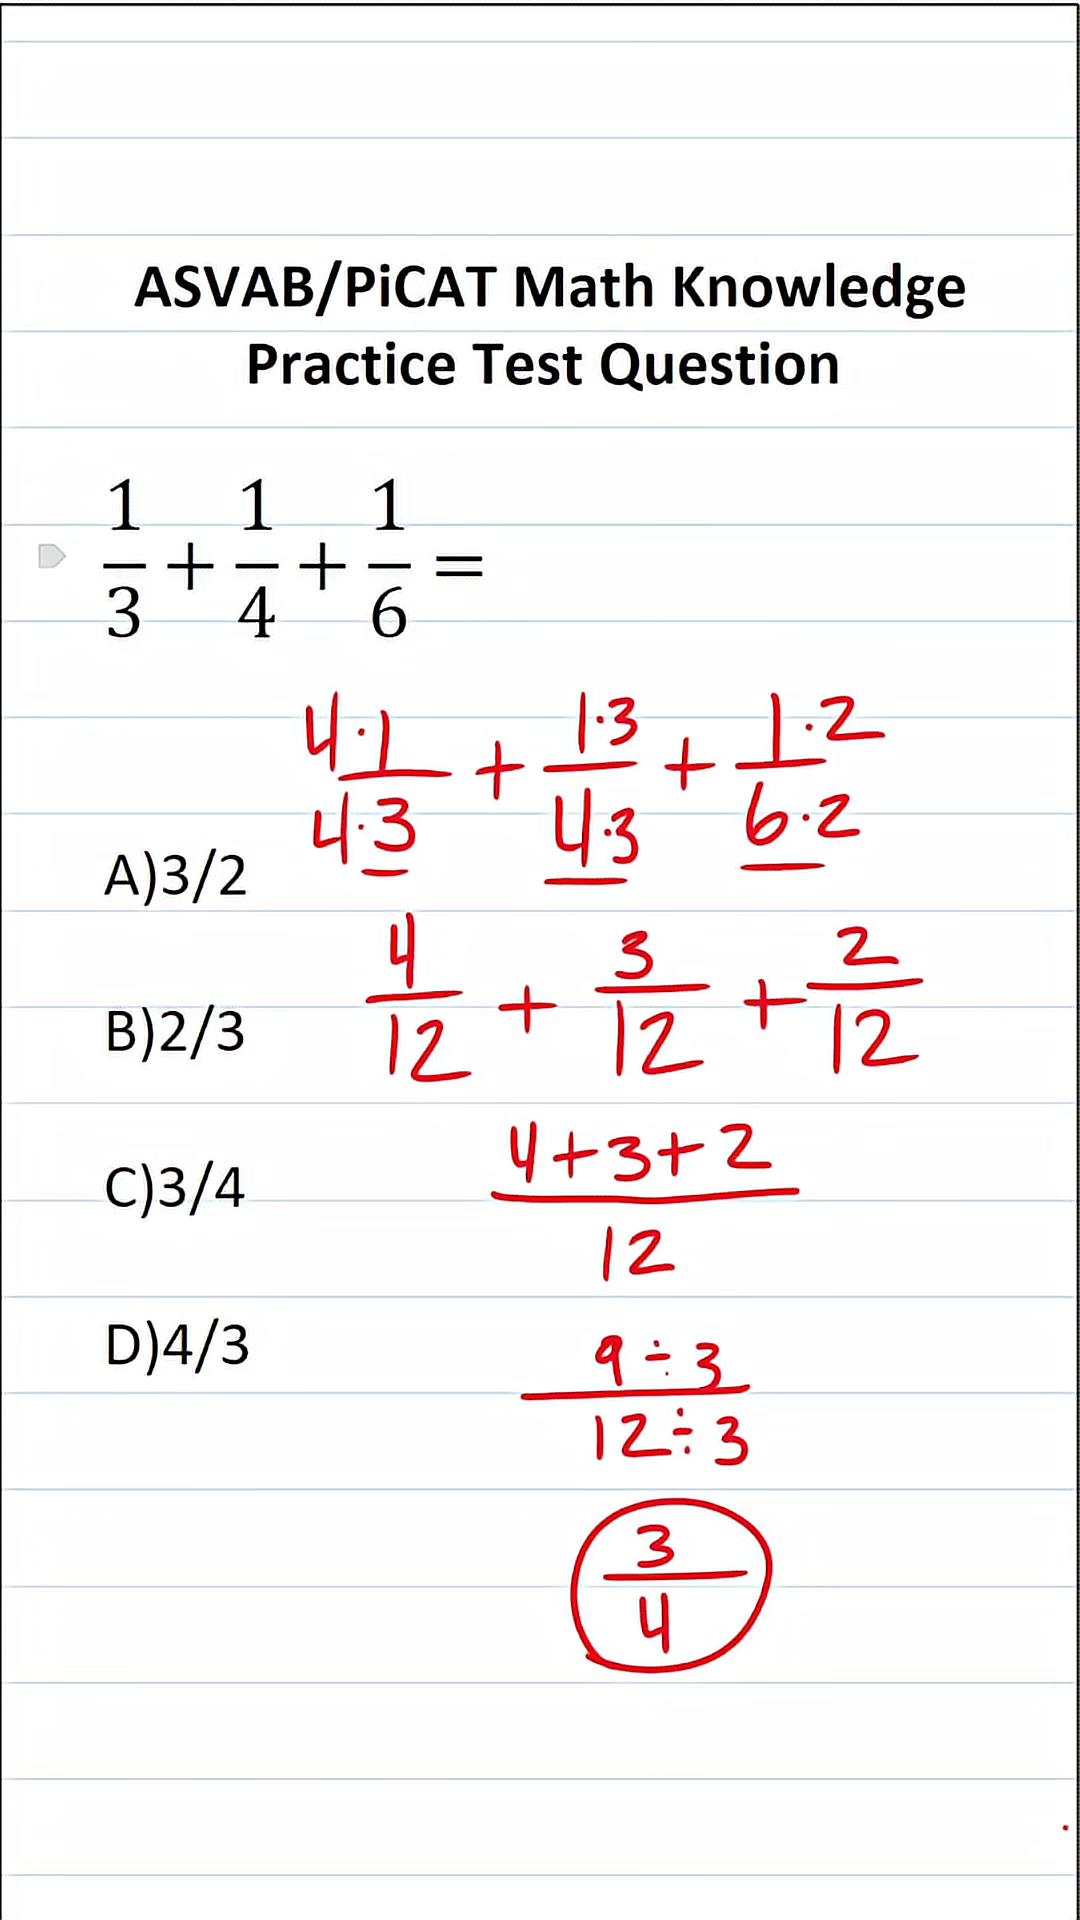 ASVAB/PiCAT Math Knowledge
Practice Test Question
1/3 + 1/4 + 1/6 =
4·1/4·3 + 1·3/4·3 + 1·2/6·2
A)3/2
4/12 + 3/12 + 2/12
B)2/3
4+3+2/12
C)3/4
9÷3/12÷3
D)4/3
3/4